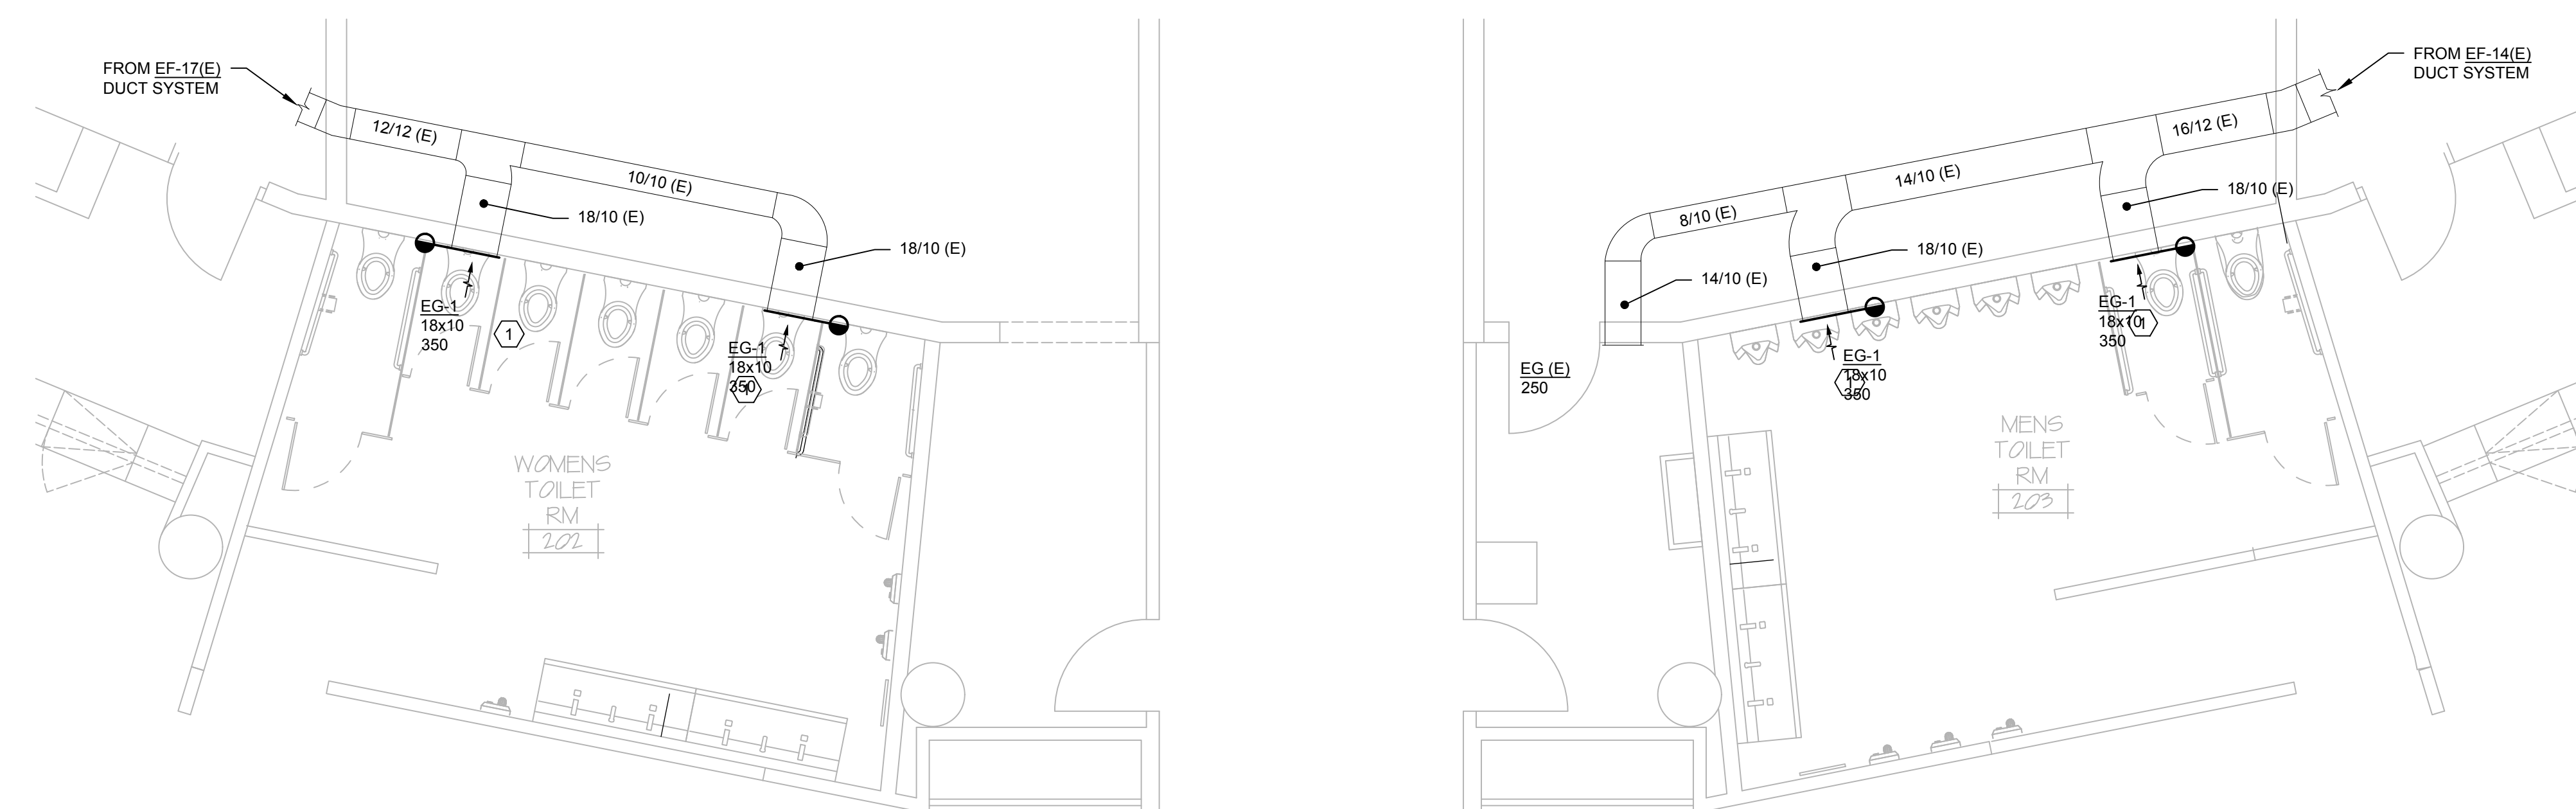 FROM EF-17(E)
DUCT SYSTEM
12/12 (E)
10/10 (E)
18/10 (E)
18/10 (E)
EG-1
18x10
350
1
EG-1
18x10
350
1
WOMENS
TOILET
RM
202
FROM EF-14(E)
DUCT SYSTEM
16/12 (E)
14/10 (E)
8/10 (E)
18/10 (E)
18/10 (E)
14/10 (E)
EG-1
18x10
350
1
EG-1
18x10
350
1
EG (E)
250
MENS
TOILET
RM
203